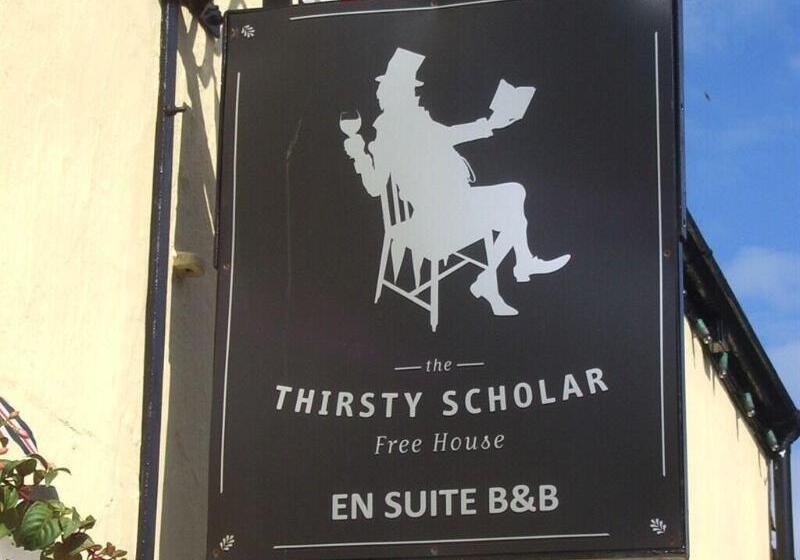 the
THIRSTY SCHOLAR
Free House
EN SUITE B&B